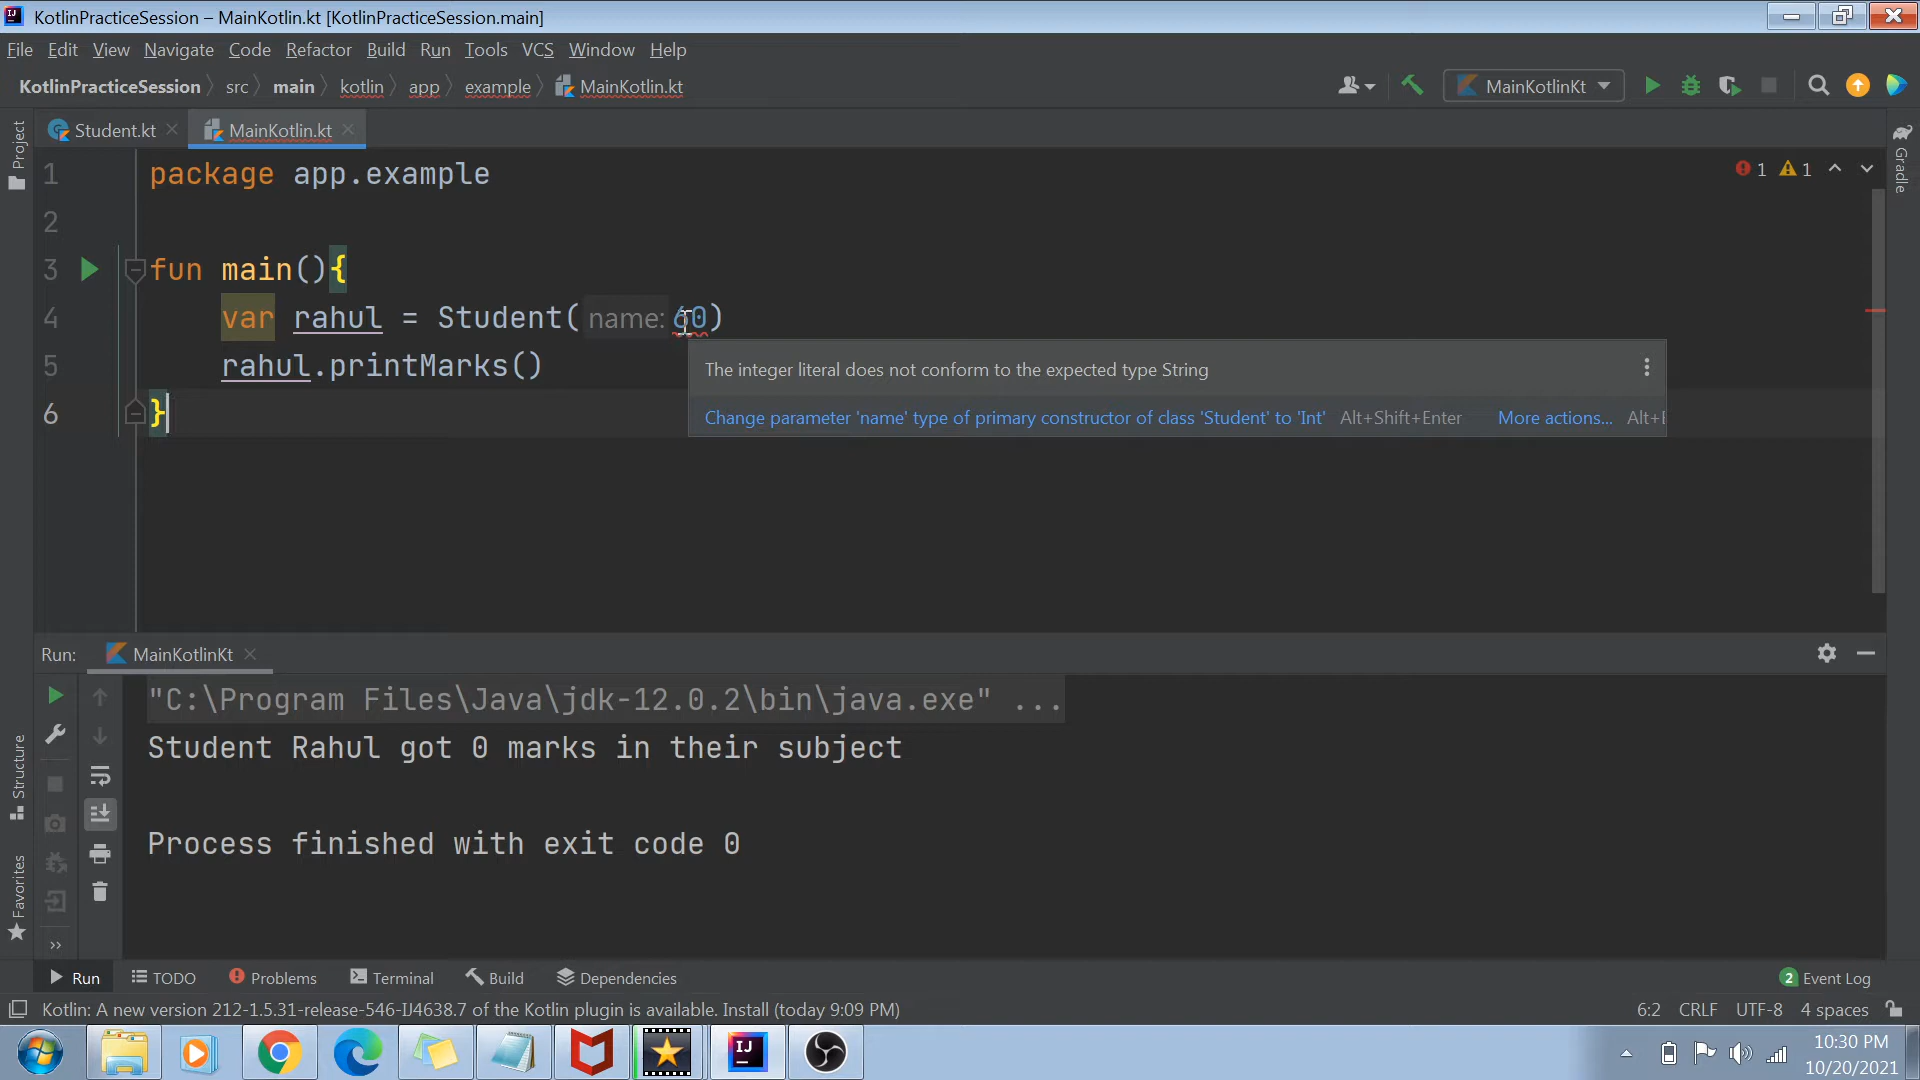 KotlinPracticeSession – MainKotlin.kt [KotlinPracticeSession.main]
File Edit View Navigate Code Refactor Build Run Tools VCS Window Help
KotlinPracticeSession src main kotlin app example MainKotlin.kt MainKotlinKt
Student.kt MainKotlin.kt
Project
Gradle
1 package app.example
1 1
2
3 fun main(){
4 var rahul = Student( name: 60)
5 rahul.printMarks()
6 }
The integer literal does not conform to the expected type String
Change parameter 'name' type of primary constructor of class 'Student' to 'Int' Alt+Shift+Enter More actions...
Run: MainKotlinKt
"C:\Program Files\Java\jdk-12.0.2\bin\java.exe" ...
Student Rahul got 0 marks in their subject
Process finished with exit code 0
Structure
Favorites
Run TODO Problems Terminal Build Dependencies 2 Event Log
Kotlin: A new version 212-1.5.31-release-546-IJ4638.7 of the Kotlin plugin is available. Install (today 9:09 PM) 6:2 CRLF UTF-8 4 spaces
10:30 PM
10/20/2021